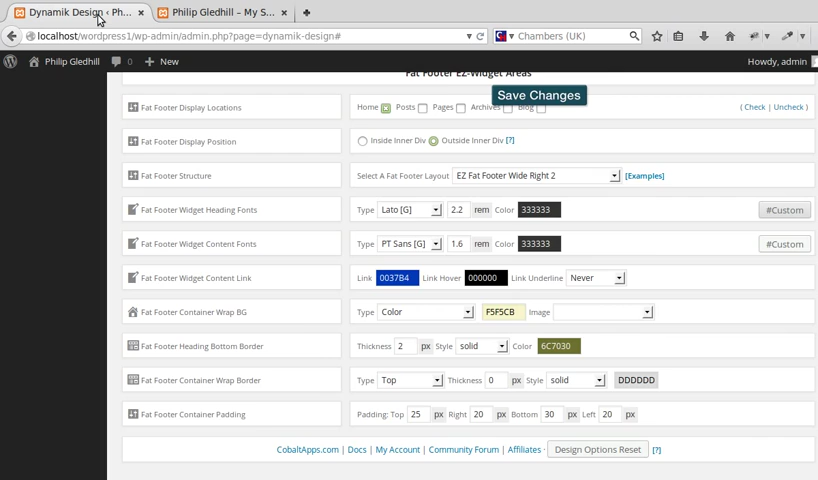 Dynamik Design ‹ Ph... × Philip Gledhill – My S... × +
localhost/wordpress1/wp-admin/admin.php?page=dynamik-design# Chambers (UK)
Philip Gledhill 0 + New Howdy, admin
Fat Footer EZ-Widget Areas
Save Changes
Fat Footer Display Locations Home Posts Pages Archives Blog ( Check | Uncheck )
Fat Footer Display Position Inside Inner Div Outside Inner Div [?]
Fat Footer Structure Select A Fat Footer Layout EZ Fat Footer Wide Right 2 [Examples]
Fat Footer Widget Heading Fonts Type Lato [G] 2.2 rem Color 333333 #Custom
Fat Footer Widget Content Fonts Type PT Sans [G] 1.6 rem Color 333333 #Custom
Fat Footer Widget Content Link Link 0037B4 Link Hover 000000 Link Underline Never
Fat Footer Container Wrap BG Type Color F5F5CB Image
Fat Footer Heading Bottom Border Thickness 2 px Style solid Color 6C7030
Fat Footer Container Wrap Border Type Top Thickness 0 px Style solid DDDDDD
Fat Footer Container Padding Padding: Top 25 px Right 20 px Bottom 30 px Left 20 px
CobaltApps.com | Docs | My Account | Community Forum | Affiliates · Design Options Reset [?]